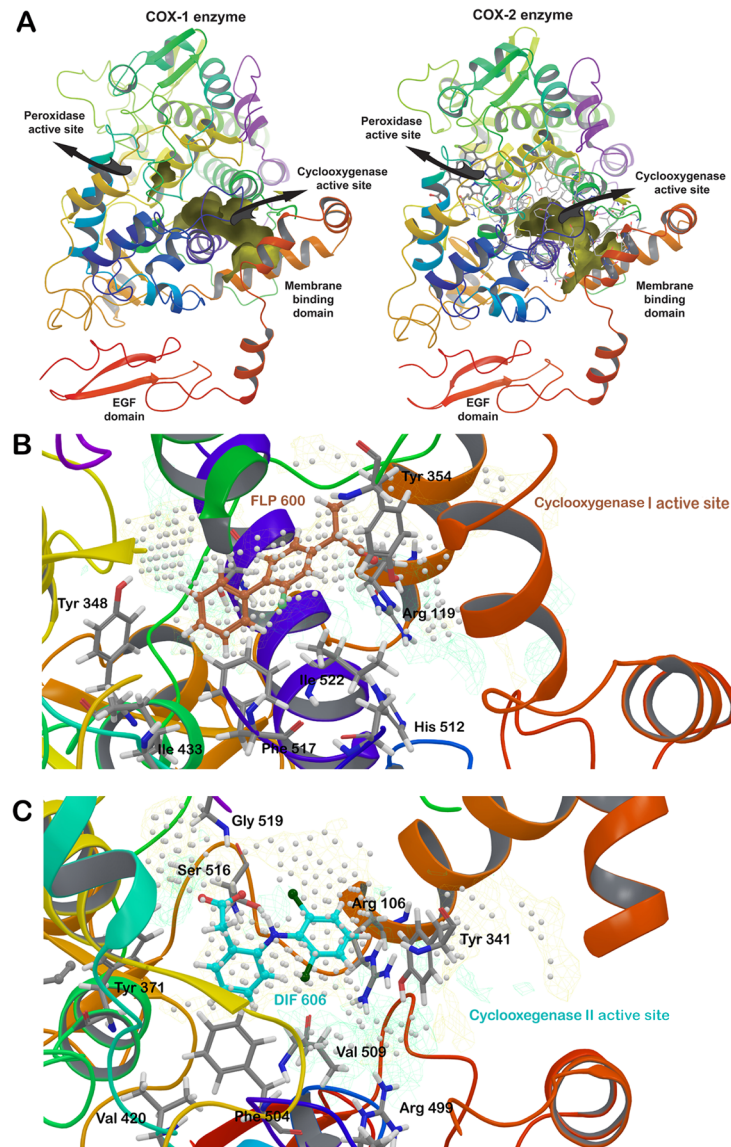 A
COX-1 enzyme
COX-2 enzyme
Peroxidase
active site
Cyclooxygenase
active site
Membrane
binding
domain
EGF
domain
Peroxidase
active site
Cyclooxygenase
active site
Membrane
binding
domain
EGF
domain
B
Tyr 354
FLP 600
Cyclooxygenase I active site
Tyr 348
Arg 119
Ile 522
His 512
Ile 433
Phe 517
C
Gly 519
Ser 516
Arg 106
Tyr 341
Tyr 371
DIF 606
Cyclooxegenase II active site
Val 509
Val 420
Phe 504
Arg 499